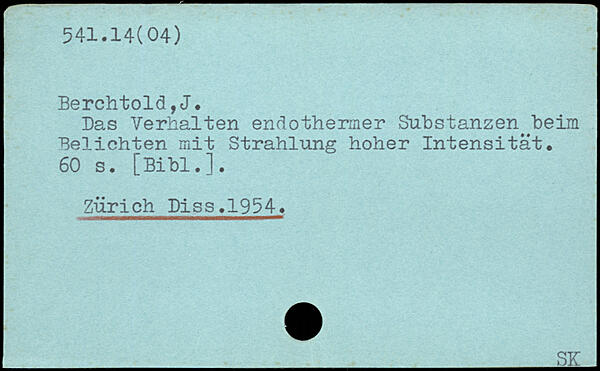 541.14(04)
Berchtold,J.
Das Verhalten endothermer Substanzen beim
Belichten mit Strahlung hoher Intensität.
60 s. [Bibl.].
Zürich Diss.1954.
SK